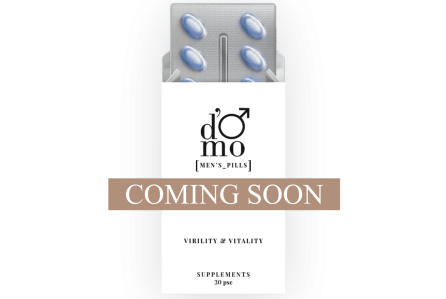 d'o
mo
[MEN'S_PILLS]
COMING SOON
VIRILITY & VITALITY
SUPPLEMENTS
30 psc